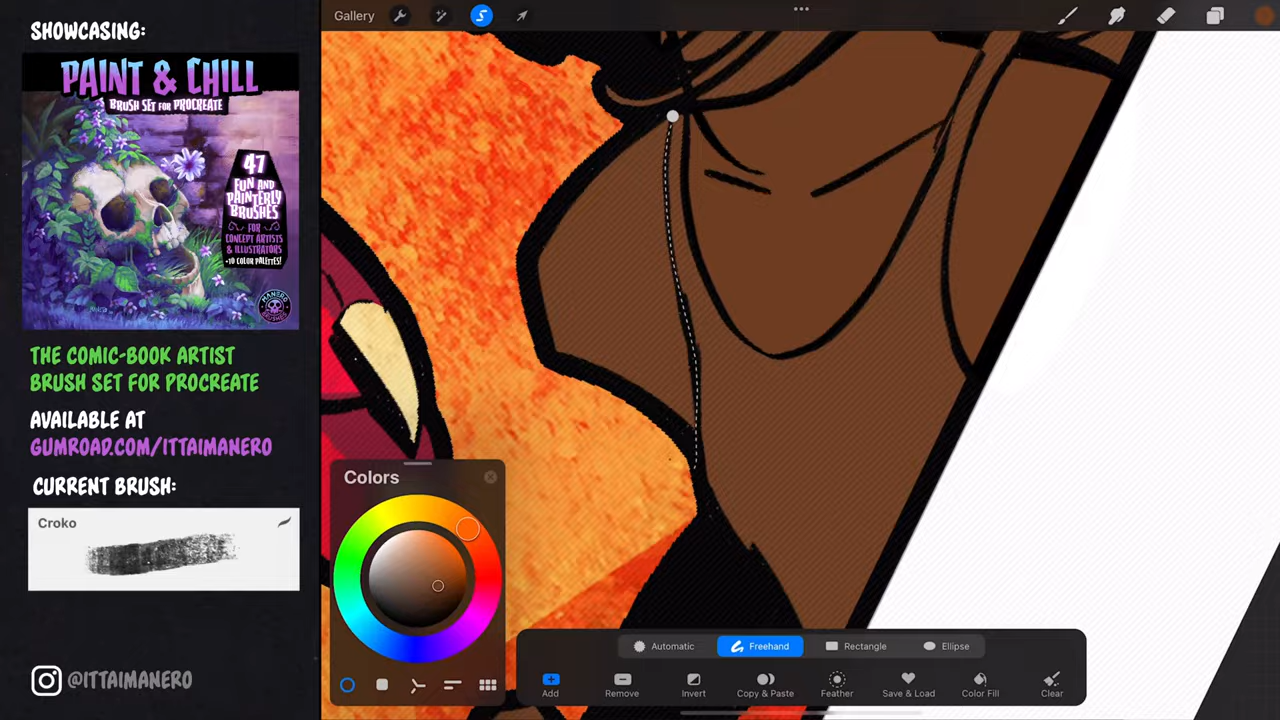 SHOWCASING:
PAINT & CHILL
BRUSH SET FOR PROCREATE
47
FUN AND
PAINTERLY
BRUSHES
FOR
CONCEPT ARTISTS
& ILLUSTRATORS
+10 COLOR PALETTES!
MANERO
BRUSHES
THE COMIC-BOOK ARTIST
BRUSH SET FOR PROCREATE
AVAILABLE AT
GUMROAD.COM/ITTAIMANERO
CURRENT BRUSH:
Croko
@ITTAIMANERO
Gallery
Colors
Automatic Freehand Rectangle Ellipse
Add Remove Invert Copy & Paste Feather Save & Load Color Fill Clear